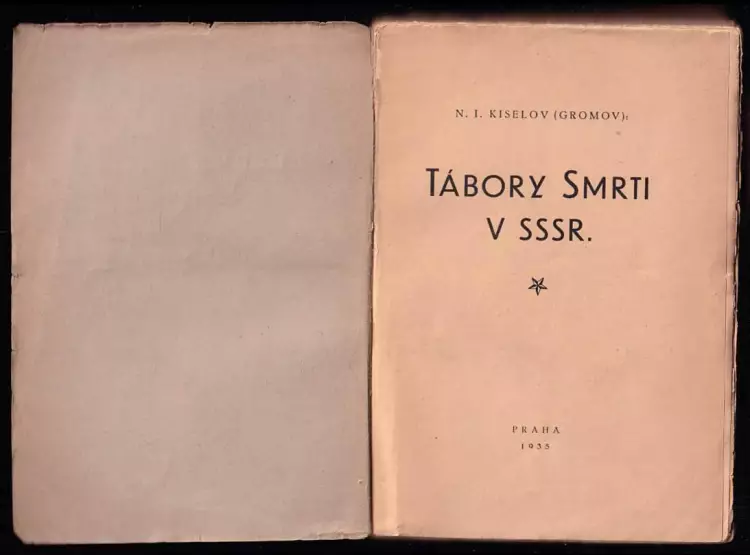 N. I. KISELOV (GROMOV):
TÁBORY SMRTI
V SSSR.
PRAHA
1935